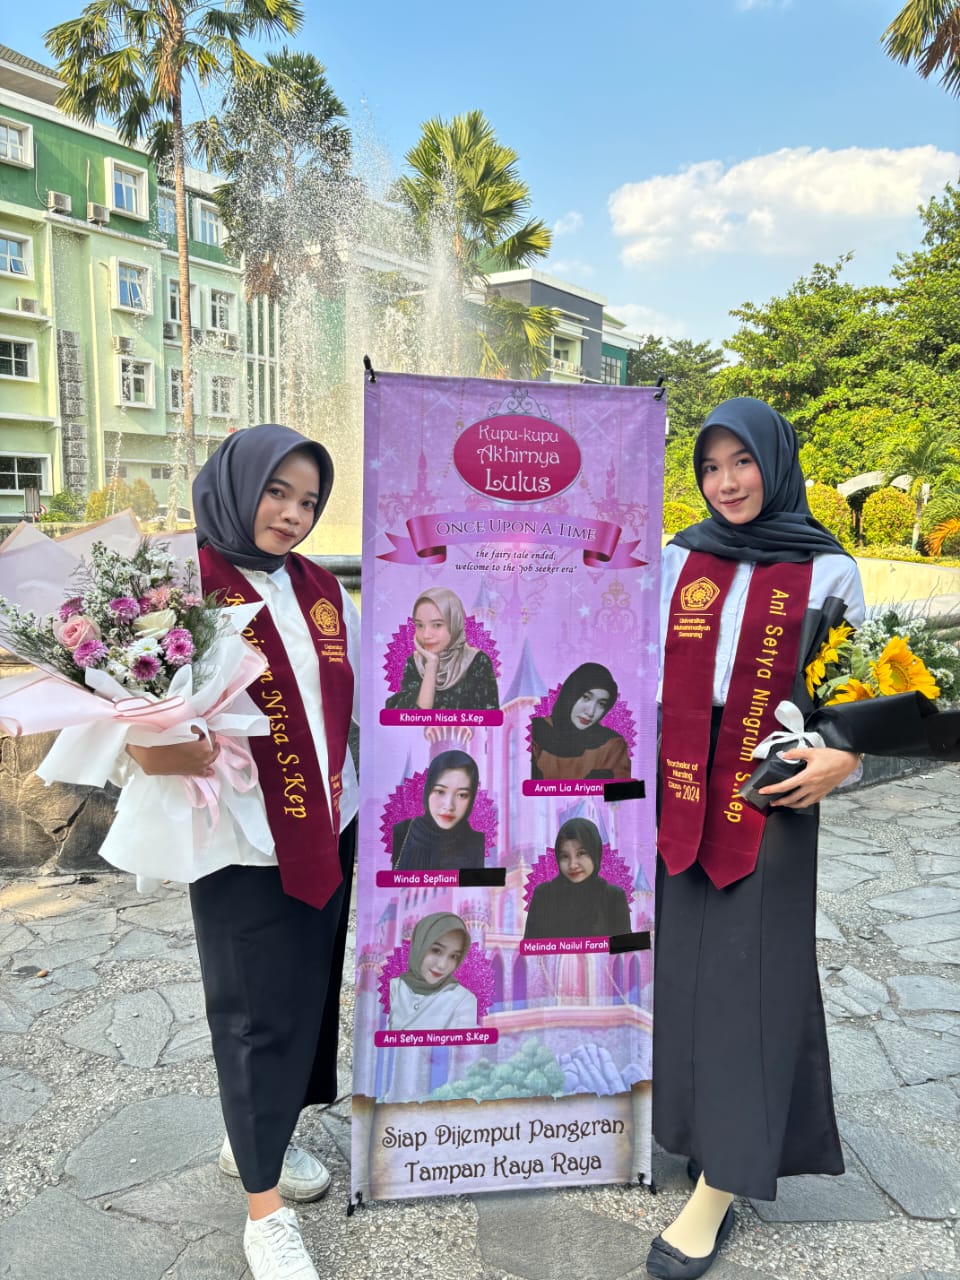 Kupu-kupu
Akhirnya
Lulus
Once Upon A Time
the fairy tale ended,
welcome to the "job seeker era"
Khoirun Nisak S.Kep
Arum Lia Ariyani
Winda Septiani
Melinda Nailul Farah
Ani Setya Ningrum S.Kep
Siap Dijemput Pangeran
Tampan Kaya Raya
Nisa S.Kep
Universitas
Muhammadiyah
Semarang
Ani Setya Ningrum S.Kep
Bachelor of
Nursing
Class
of 2024